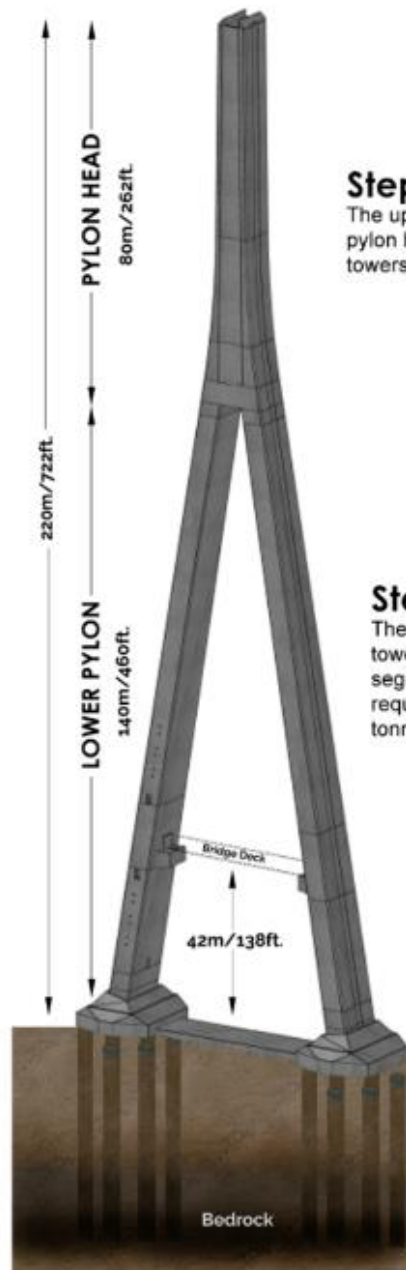 PYLON HEAD
80m/262ft.
Step
The up
pylon
towers
220m/722ft.
LOWER PYLON
140m/460ft.
The
towe
seg
requ
tonn
Bridge Deck
42m/138ft.
Bedrock